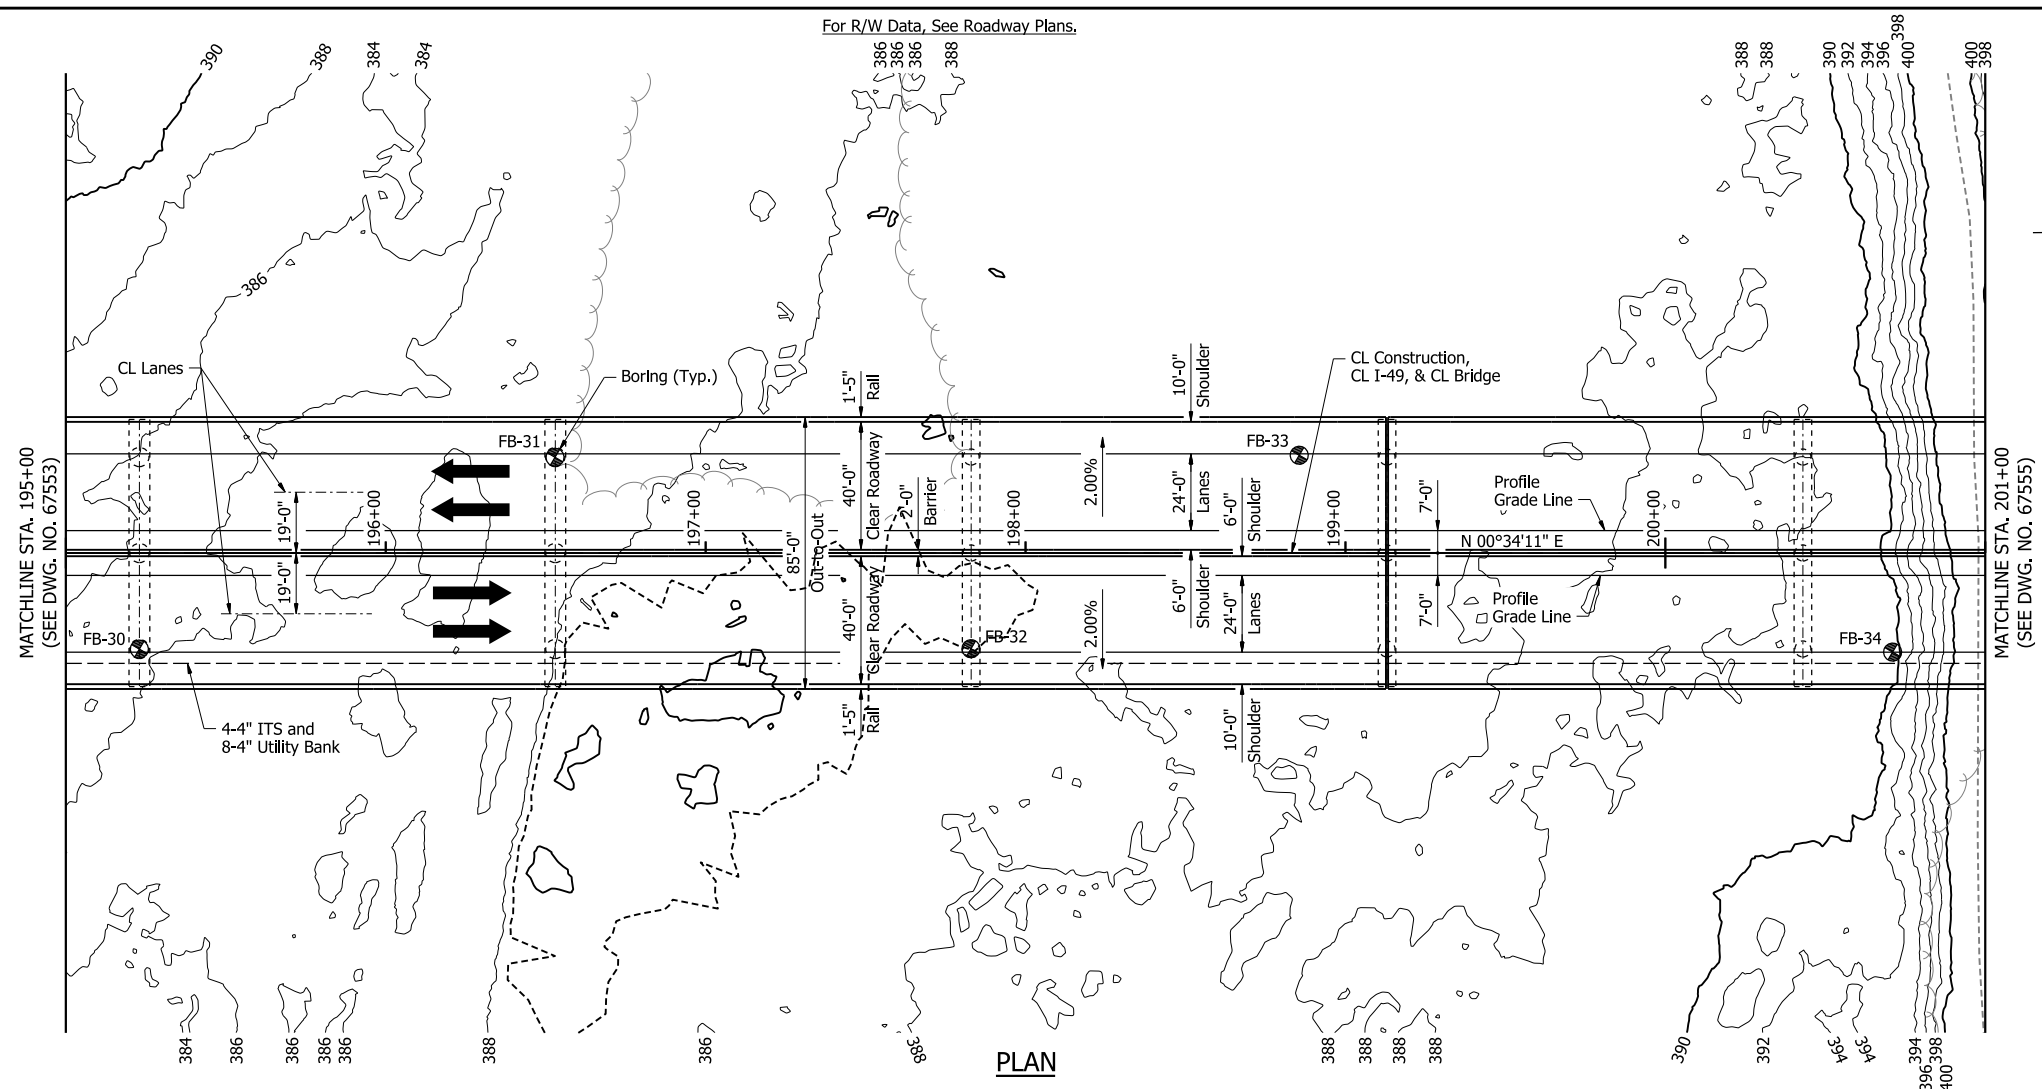 For R/W Data, See Roadway Plans.
390
388
384
384
386
386
386
388
388
388
390
392
394
396
398
400
400
398
386
CL Lanes
Boring (Typ.)
1'-5"
Rail
10'-0"
Shoulder
CL Construction,
CL I-49, & CL Bridge
MATCHLINE STA. 195+00
(SEE DWG. NO. 67553)
FB-31
FB-33
19'-0"
19'-0"
196+00
197+00
85'-0"
Out-to-Out
40'-0"
Clear Roadway
2'-0"
Barrier
198+00
2.00%
24'-0"
Lanes
6'-0"
Shoulder
199+00
7'-0"
Profile
Grade Line
N 00°34'11" E
200+00
MATCHLINE STA. 201+00
(SEE DWG. NO. 67555)
FB-30
40'-0"
Clear Roadway
FB-32
2.00%
6'-0"
Shoulder
24'-0"
Lanes
7'-0"
Profile
Grade Line
FB-34
4-4" ITS and
8-4" Utility Bank
1'-5"
Rail
10'-0"
Shoulder
384
386
386
386
386
388
386
388
388
388
388
388
390
392
394
394
394
396
398
400
PLAN